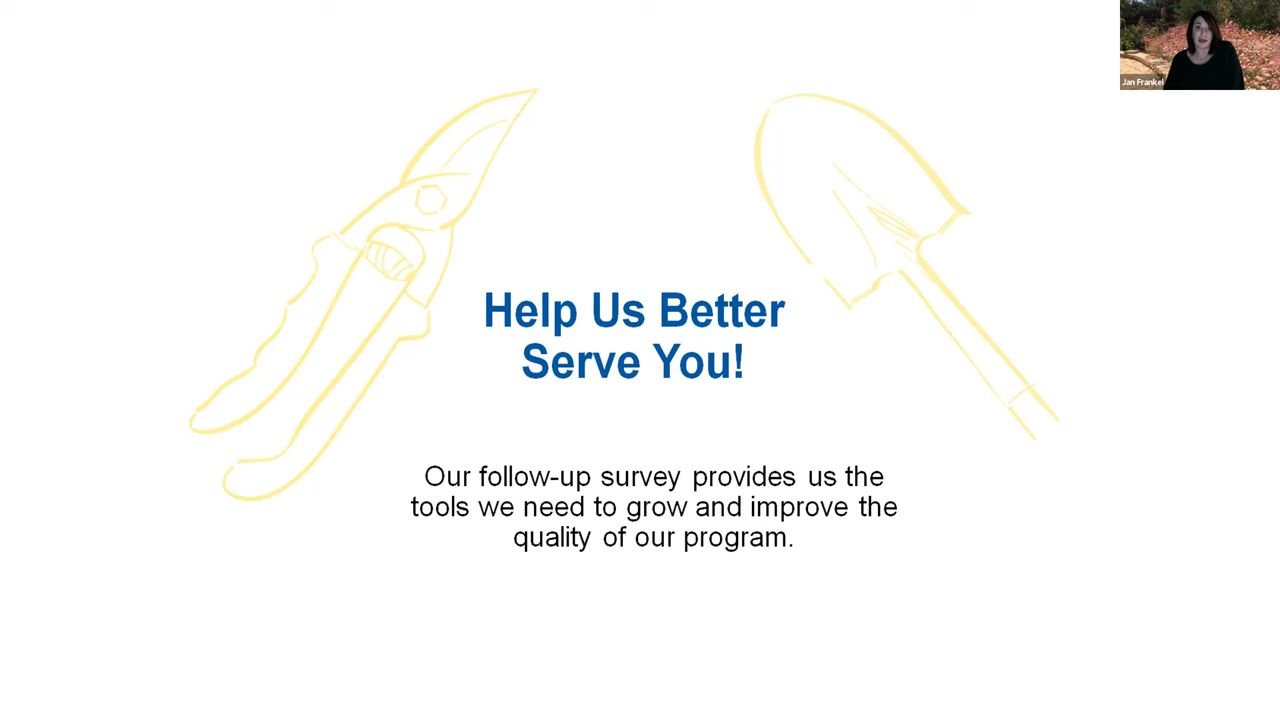 Jan Frankel
Help Us Better
Serve You!
Our follow-up survey provides us the
tools we need to grow and improve the
quality of our program.